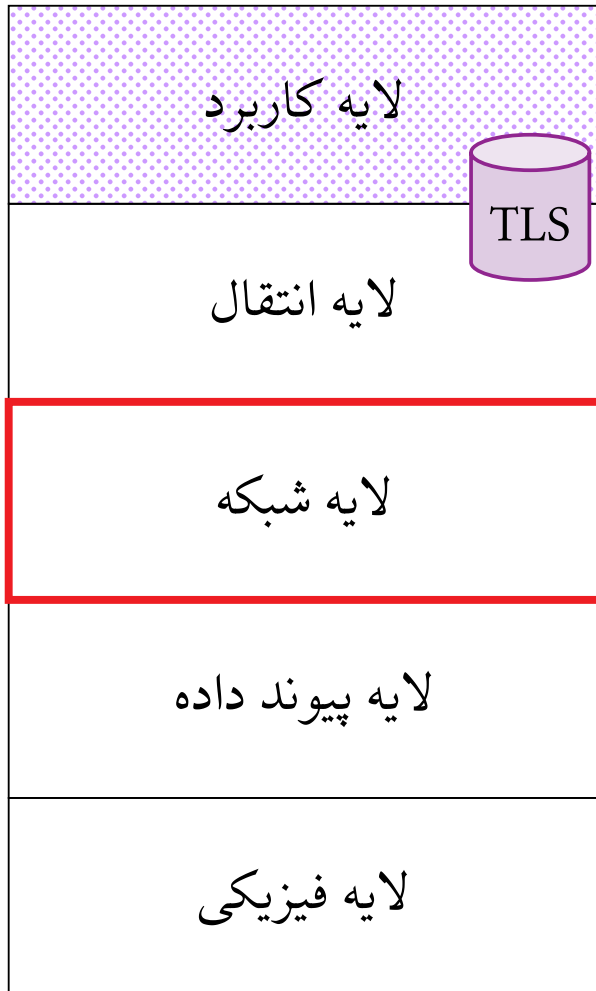 لایه کاربرد
TLS
لایه انتقال
لایه شبکه
لایه پیوند داده
لایه فیزیکی